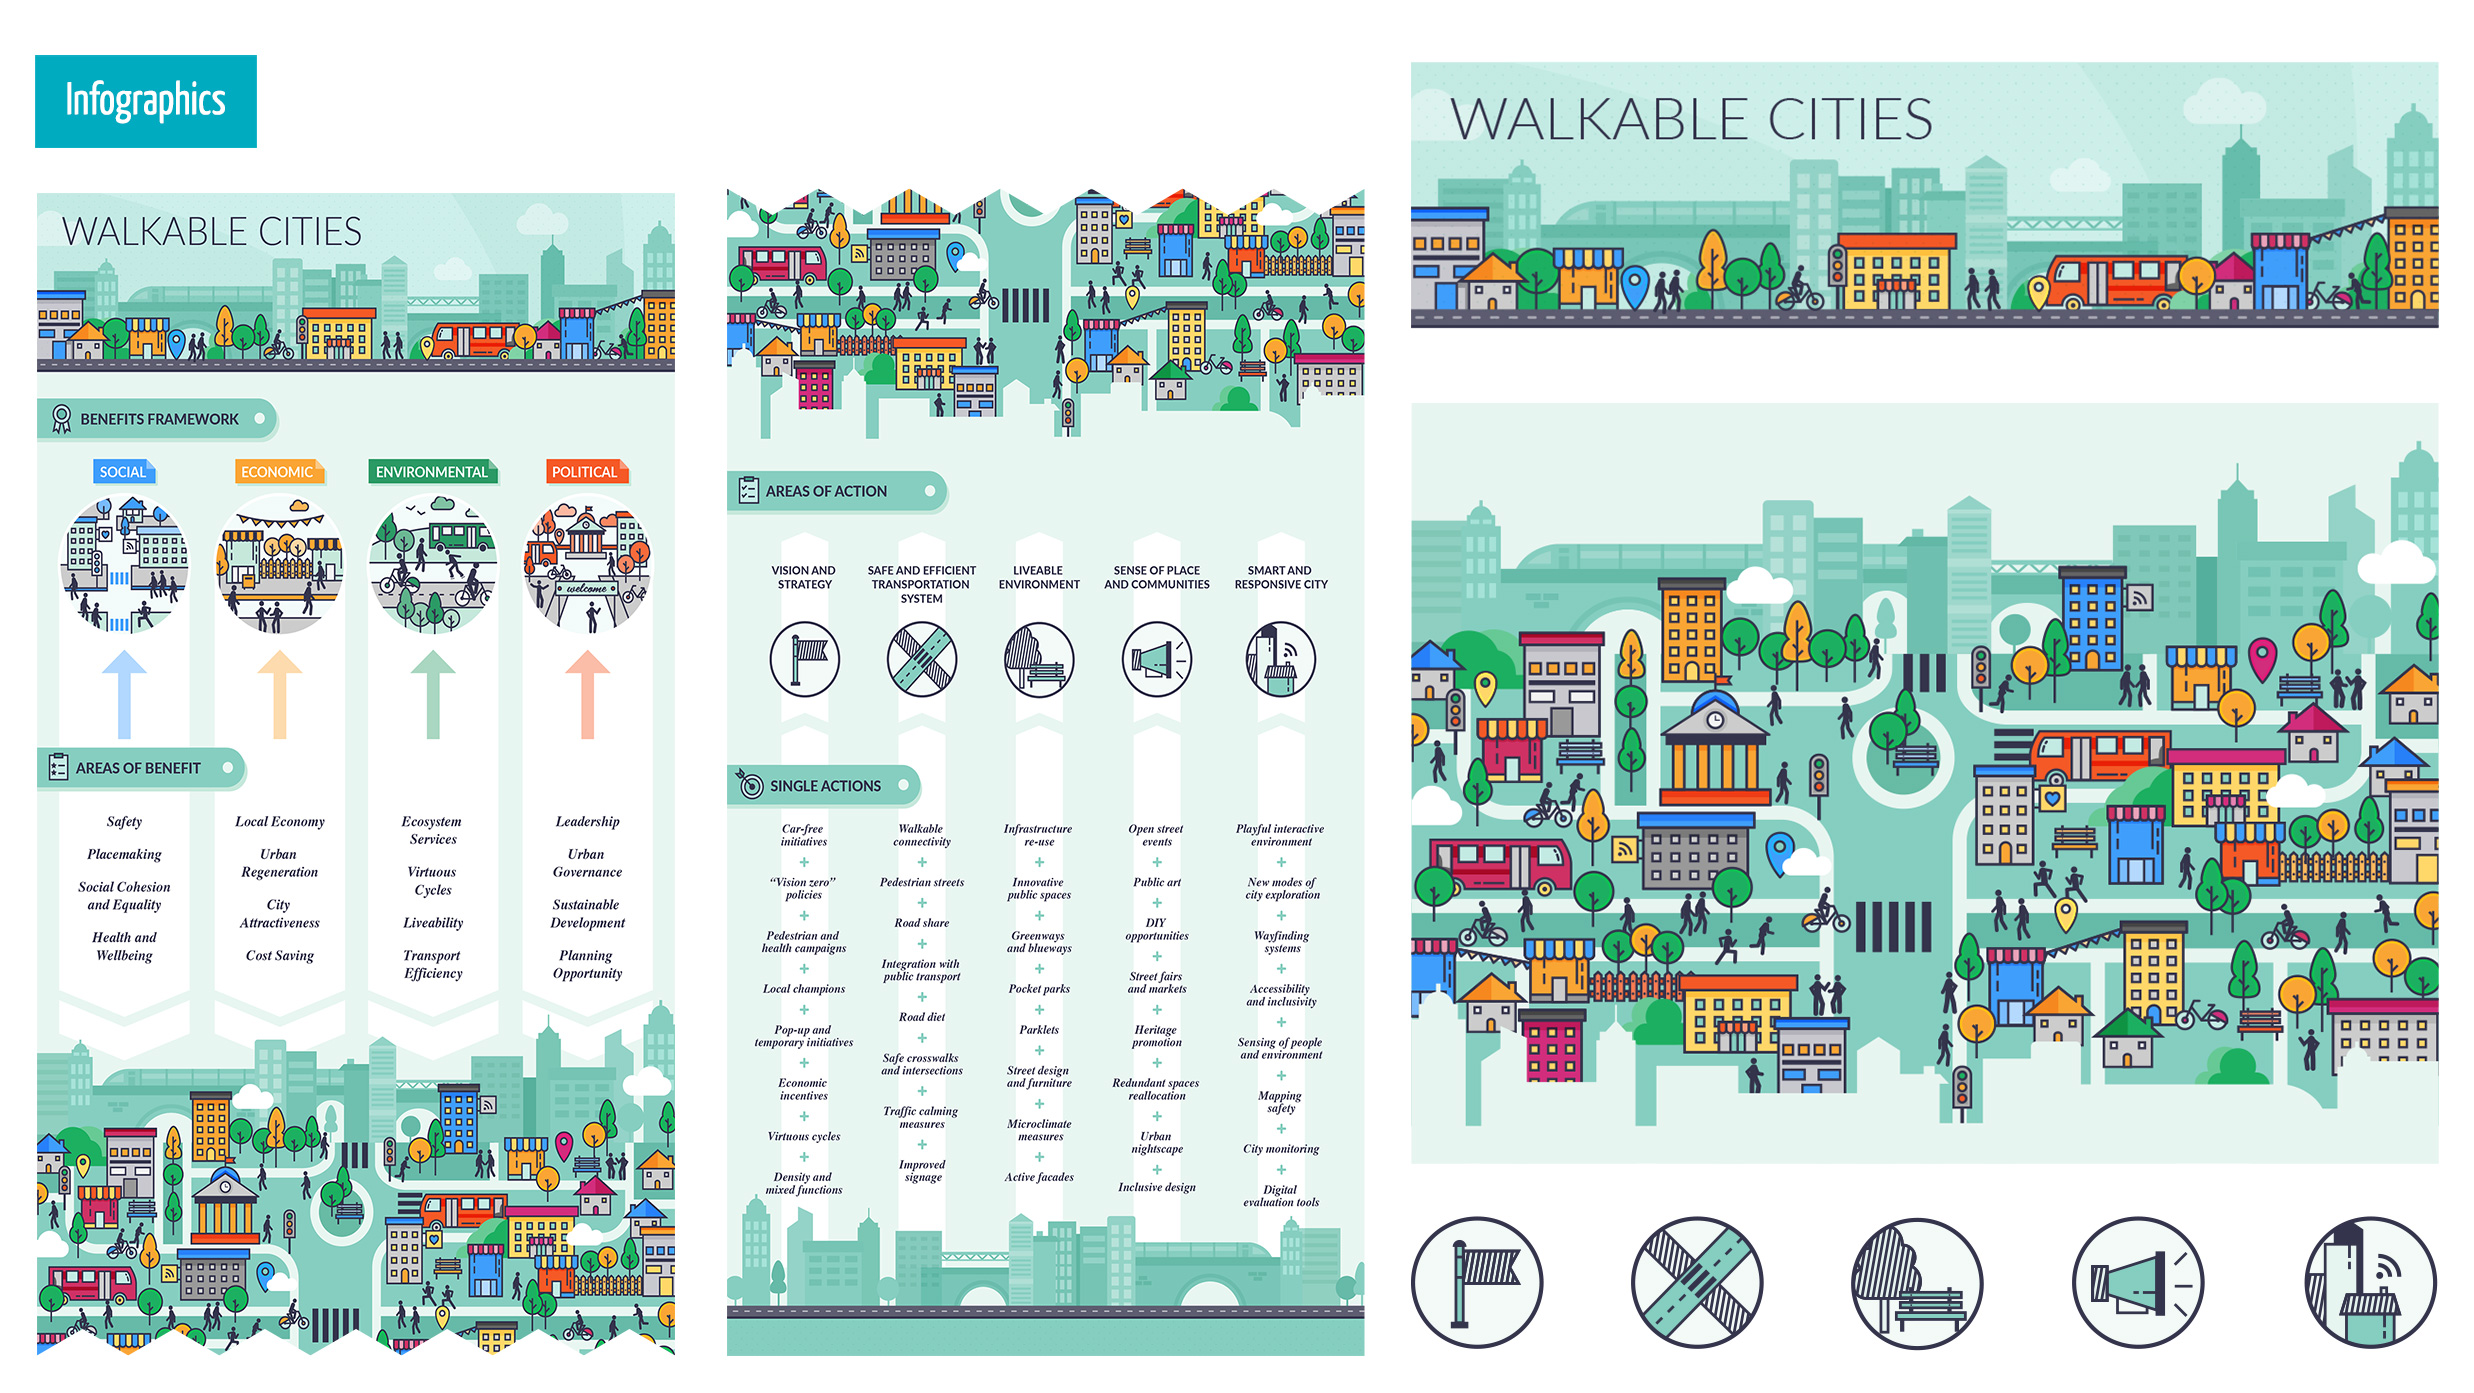 Infographics
WALKABLE CITIES
BENEFITS FRAMEWORK
SOCIAL
ECONOMIC
ENVIRONMENTAL
POLITICAL
welcome
AREAS OF BENEFIT
Safety
Placemaking
Social Cohesion
and Equality
Health and
Wellbeing
Local Economy
Urban
Regeneration
City
Attractiveness
Cost Saving
Ecosystem
Services
Virtuous
Cycles
Liveability
Transport
Efficiency
Leadership
Urban
Governance
Sustainable
Development
Planning
Opportunity
AREAS OF ACTION
VISION AND
STRATEGY
SAFE AND EFFICIENT
TRANSPORTATION
SYSTEM
LIVEABLE
ENVIRONMENT
SENSE OF PLACE
AND COMMUNITIES
SMART AND
RESPONSIVE CITY
SINGLE ACTIONS
Car-free
initiatives
+
“Vision zero”
policies
+
Pedestrian and
health campaigns
+
Local champions
+
Pop-up and
temporary initiatives
+
Economic
incentives
+
Virtuous cycles
+
Density and
mixed functions
Walkable
connectivity
+
Pedestrian streets
+
Road share
+
Integration with
public transport
+
Road diet
+
Safe crosswalks
and intersections
+
Traffic calming
measures
+
Improved
signage
Infrastructure
re-use
+
Innovative
public spaces
+
Greenways
and blueways
+
Pocket parks
+
Parklets
+
Street design
and furniture
+
Microclimate
measures
+
Active facades
Open street
events
+
Public art
+
DIY
opportunities
+
Street fairs
and markets
+
Heritage
promotion
+
Redundant spaces
reallocation
+
Urban
nightscape
+
Inclusive design
Playful interactive
environment
+
New modes of
city exploration
+
Wayfinding
systems
+
Accessibility
and inclusivity
+
Sensing of people
and environment
+
Mapping
safety
+
City monitoring
+
Digital
evaluation tools
WALKABLE CITIES